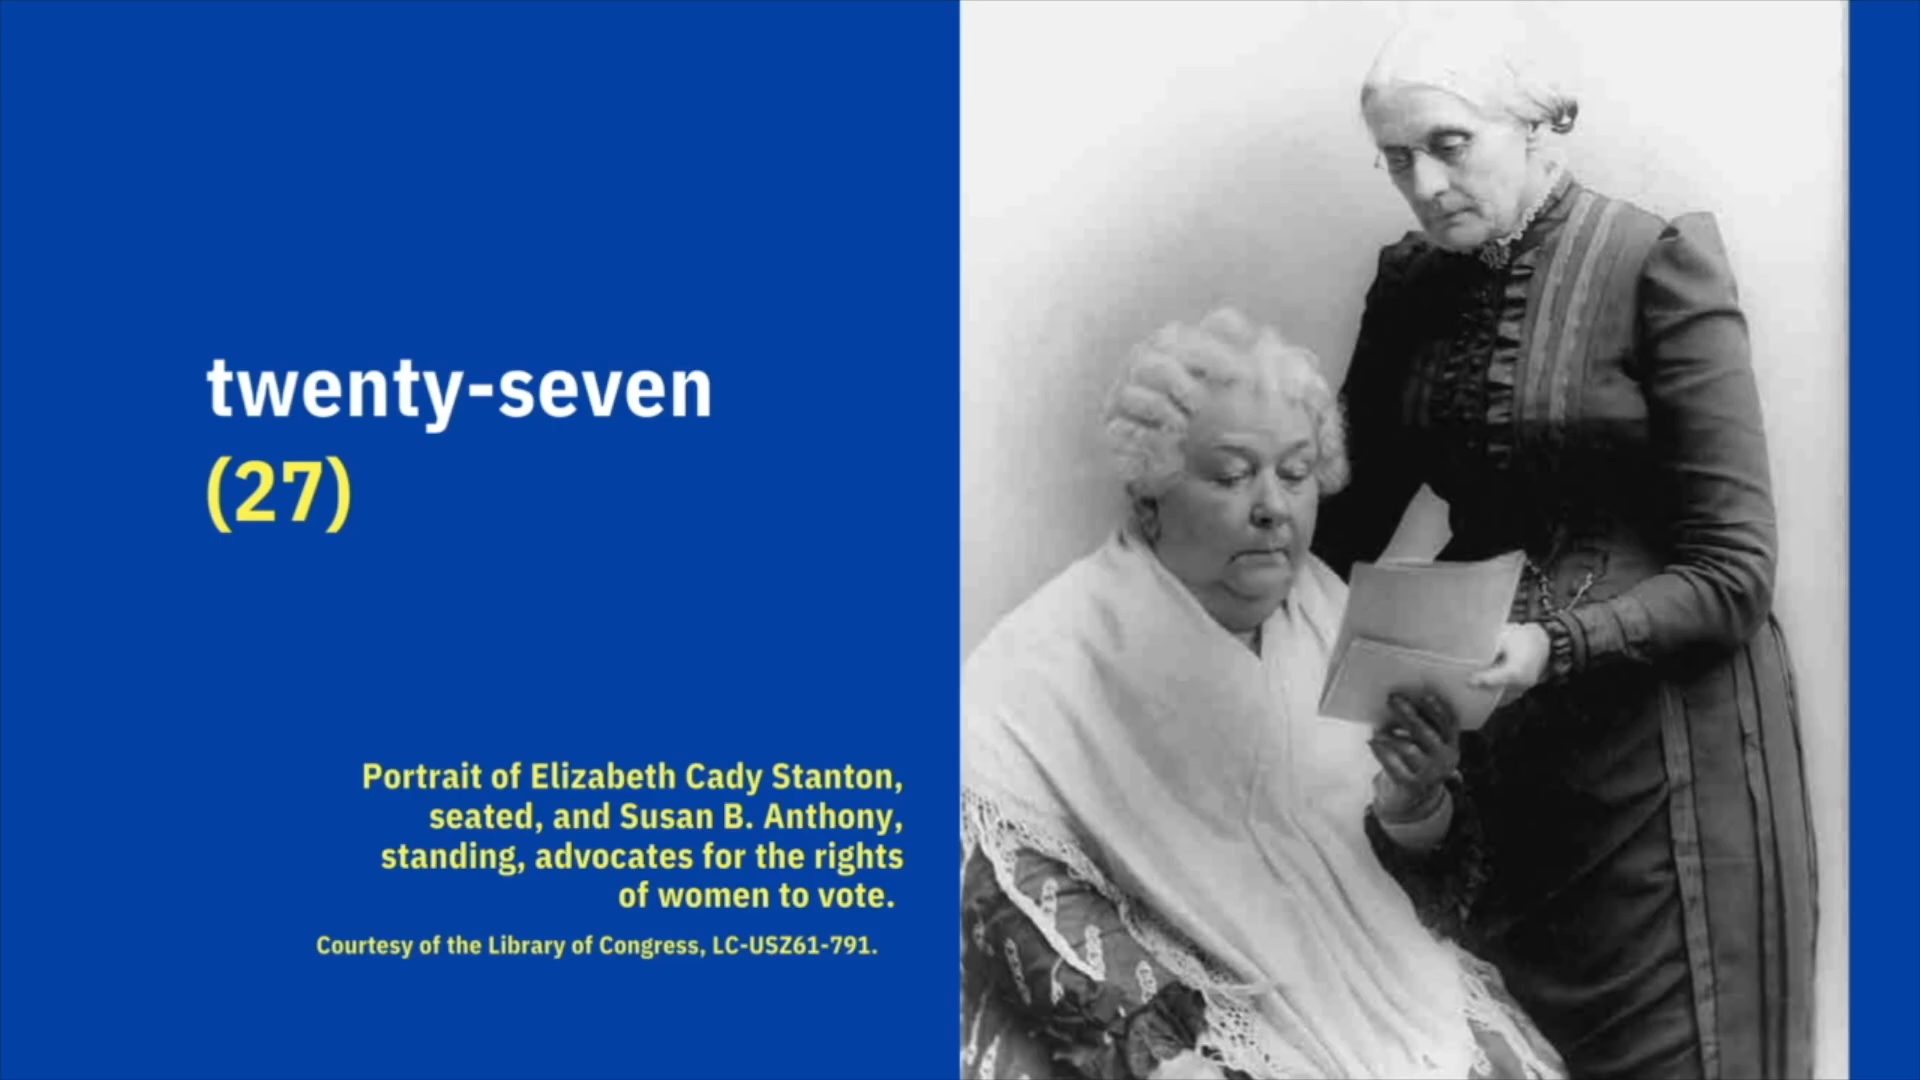 twenty-seven
(27)
Portrait of Elizabeth Cady Stanton,
seated, and Susan B. Anthony,
standing, advocates for the rights
of women to vote.
Courtesy of the Library of Congress, LC-USZ61-791.